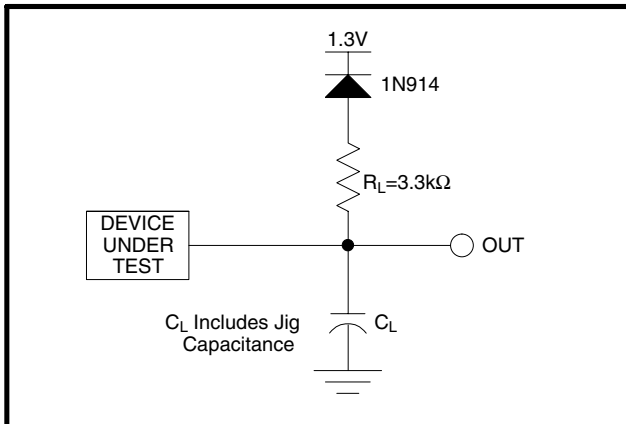 1.3V
1N914
R_L=3.3kΩ
DEVICE
UNDER
TEST
OUT
C_L Includes Jig
Capacitance
C_L